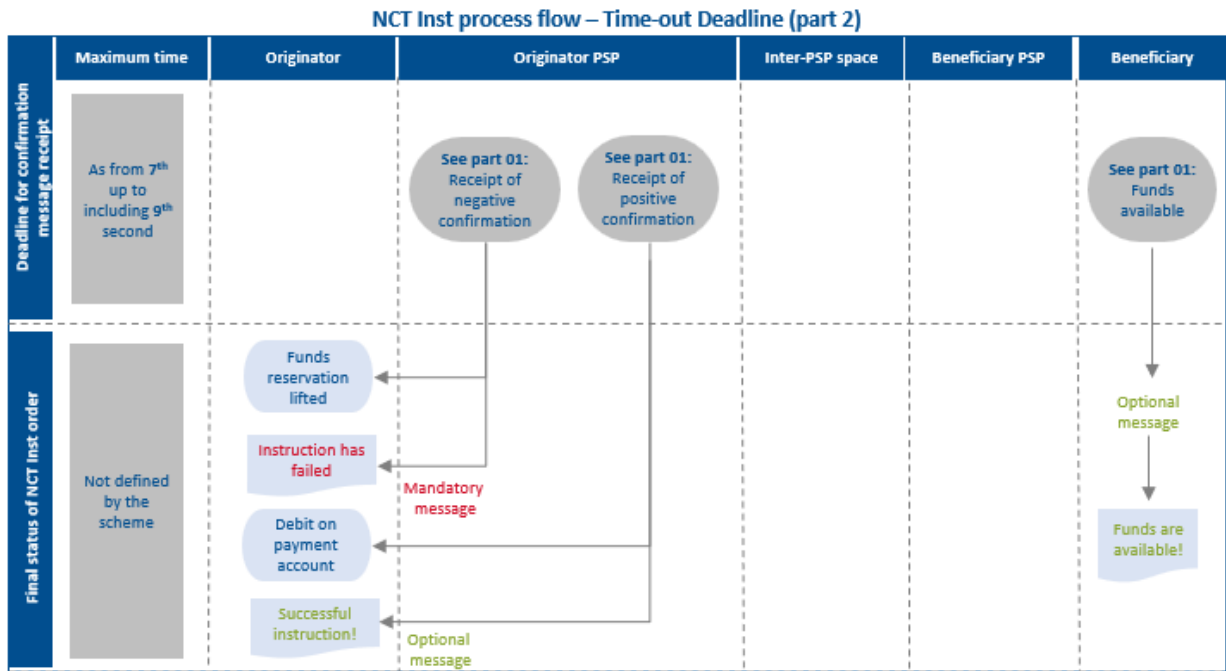 NCT Inst process flow – Time-out Deadline (part 2)
Maximum time
Originator
Originator PSP
Inter-PSP space
Beneficiary PSP
Beneficiary
Deadline for confirmation
message receipt
As from 7th
up to
including 9th
second
See part 01:
Receipt of
negative
confirmation
See part 01:
Receipt of
positive
confirmation
See part 01:
Funds
available
Final status of NCT Inst order
Not defined
by the
scheme
Funds
reservation
lifted
Instruction has
failed
Mandatory
message
Debit on
payment
account
Successful
instruction!
Optional
message
Optional
message
Funds are
available!